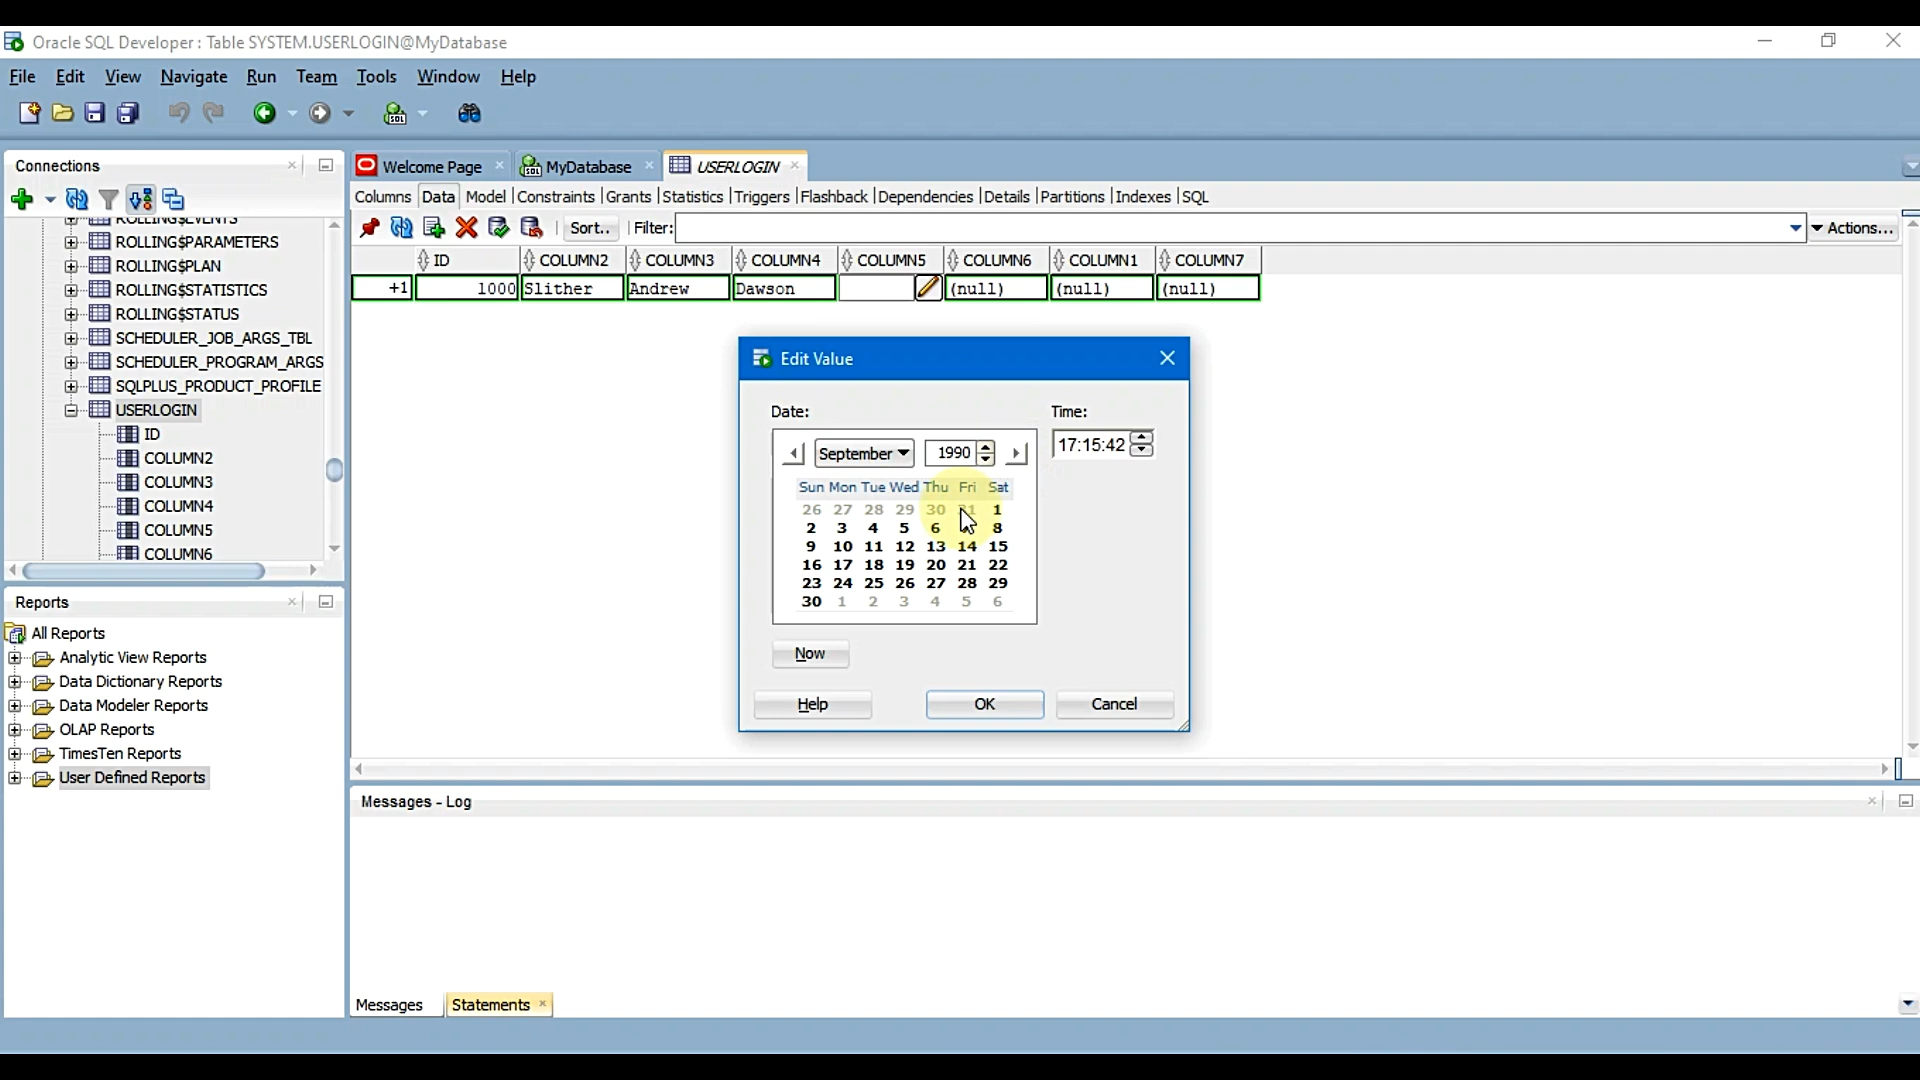 Oracle SQL Developer : Table SYSTEM.USERLOGIN@MyDatabase
File Edit View Navigate Run Team Tools Window Help
Connections
Welcome Page
MyDatabase
USERLOGIN
Columns Data Model Constraints Grants Statistics Triggers Flashback Dependencies Details Partitions Indexes SQL
Sort.. Filter: Actions...
ROLLING$EVENTS
ROLLING$PARAMETERS
ROLLING$PLAN
ROLLING$STATISTICS
ROLLING$STATUS
SCHEDULER_JOB_ARGS_TBL
SCHEDULER_PROGRAM_ARGS
SQLPLUS_PRODUCT_PROFILE
USERLOGIN
ID
COLUMN2
COLUMN3
COLUMN4
COLUMN5
COLUMN6
ID COLUMN2 COLUMN3 COLUMN4 COLUMN5 COLUMN6 COLUMN1 COLUMN7
+1 1000 Slither Andrew Dawson (null) (null) (null)
Edit Value
Date: Time:
September 1990 17:15:42
Sun Mon Tue Wed Thu Fri Sat
26 27 28 29 30 31 1
2 3 4 5 6 8
9 10 11 12 13 14 15
16 17 18 19 20 21 22
23 24 25 26 27 28 29
30 1 2 3 4 5 6
Now
Help OK Cancel
Reports
All Reports
Analytic View Reports
Data Dictionary Reports
Data Modeler Reports
OLAP Reports
TimesTen Reports
User Defined Reports
Messages - Log
Messages Statements